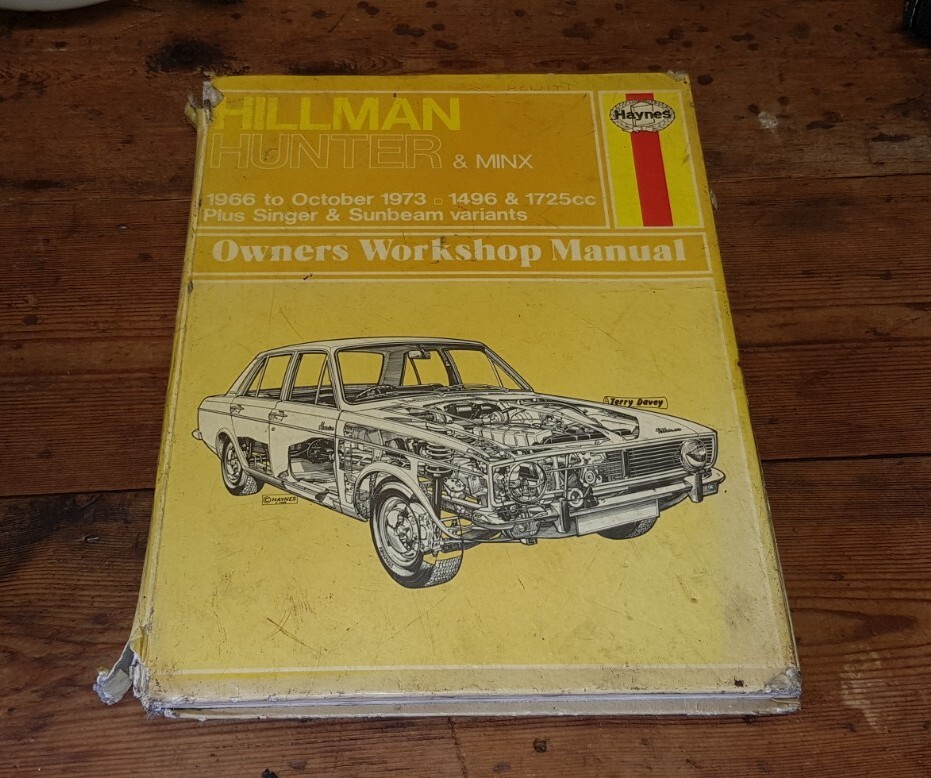 HILLMAN
HUNTER & MINX
1966 to October 1973 ▫ 1496 & 1725cc
Plus Singer & Sunbeam variants
Haynes
Owners Workshop Manual
Terry Davey
© HAYNES